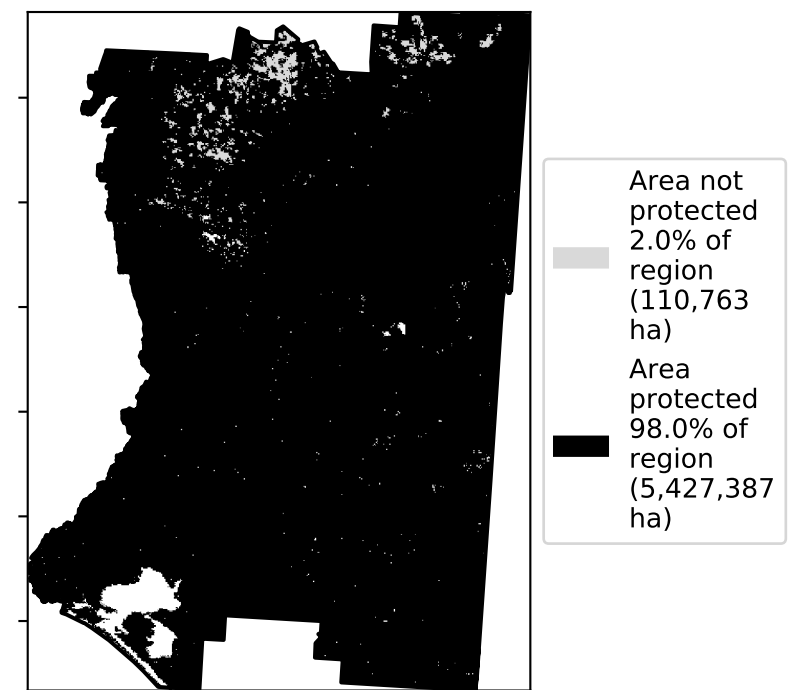 Area not
protected
2.0% of
region
(110,763
ha)
Area
protected
98.0% of
region
(5,427,387
ha)